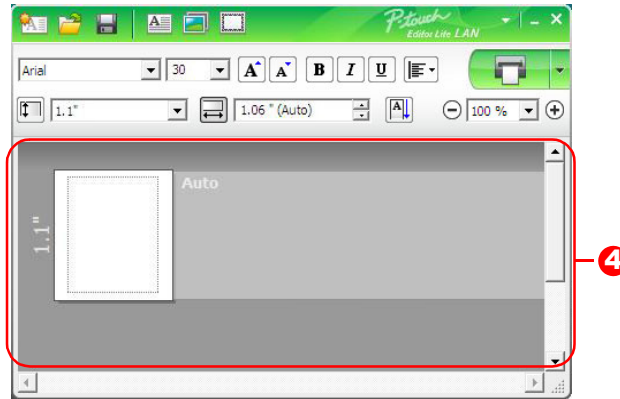 P-touch
Editor Lite LAN
Arial
30
A A B I U
1.1"
1.06 " (Auto)
A
100 %
Auto
1.1"
4